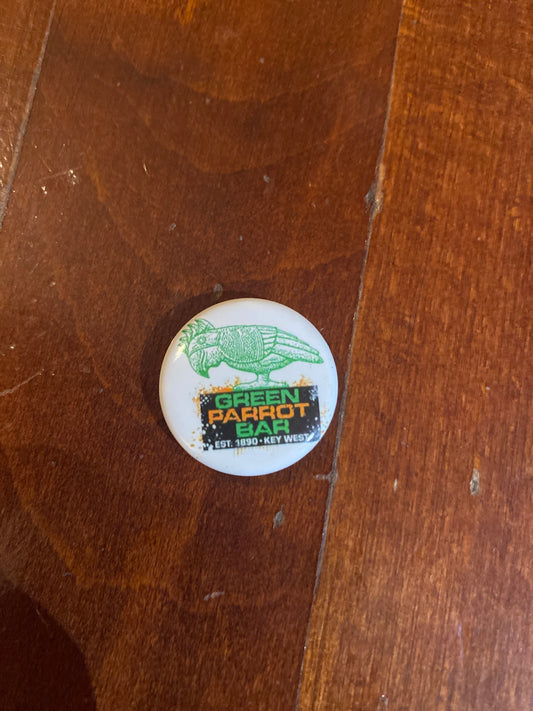 GREEN
PARROT
BAR
EST. 1890 • KEY WEST